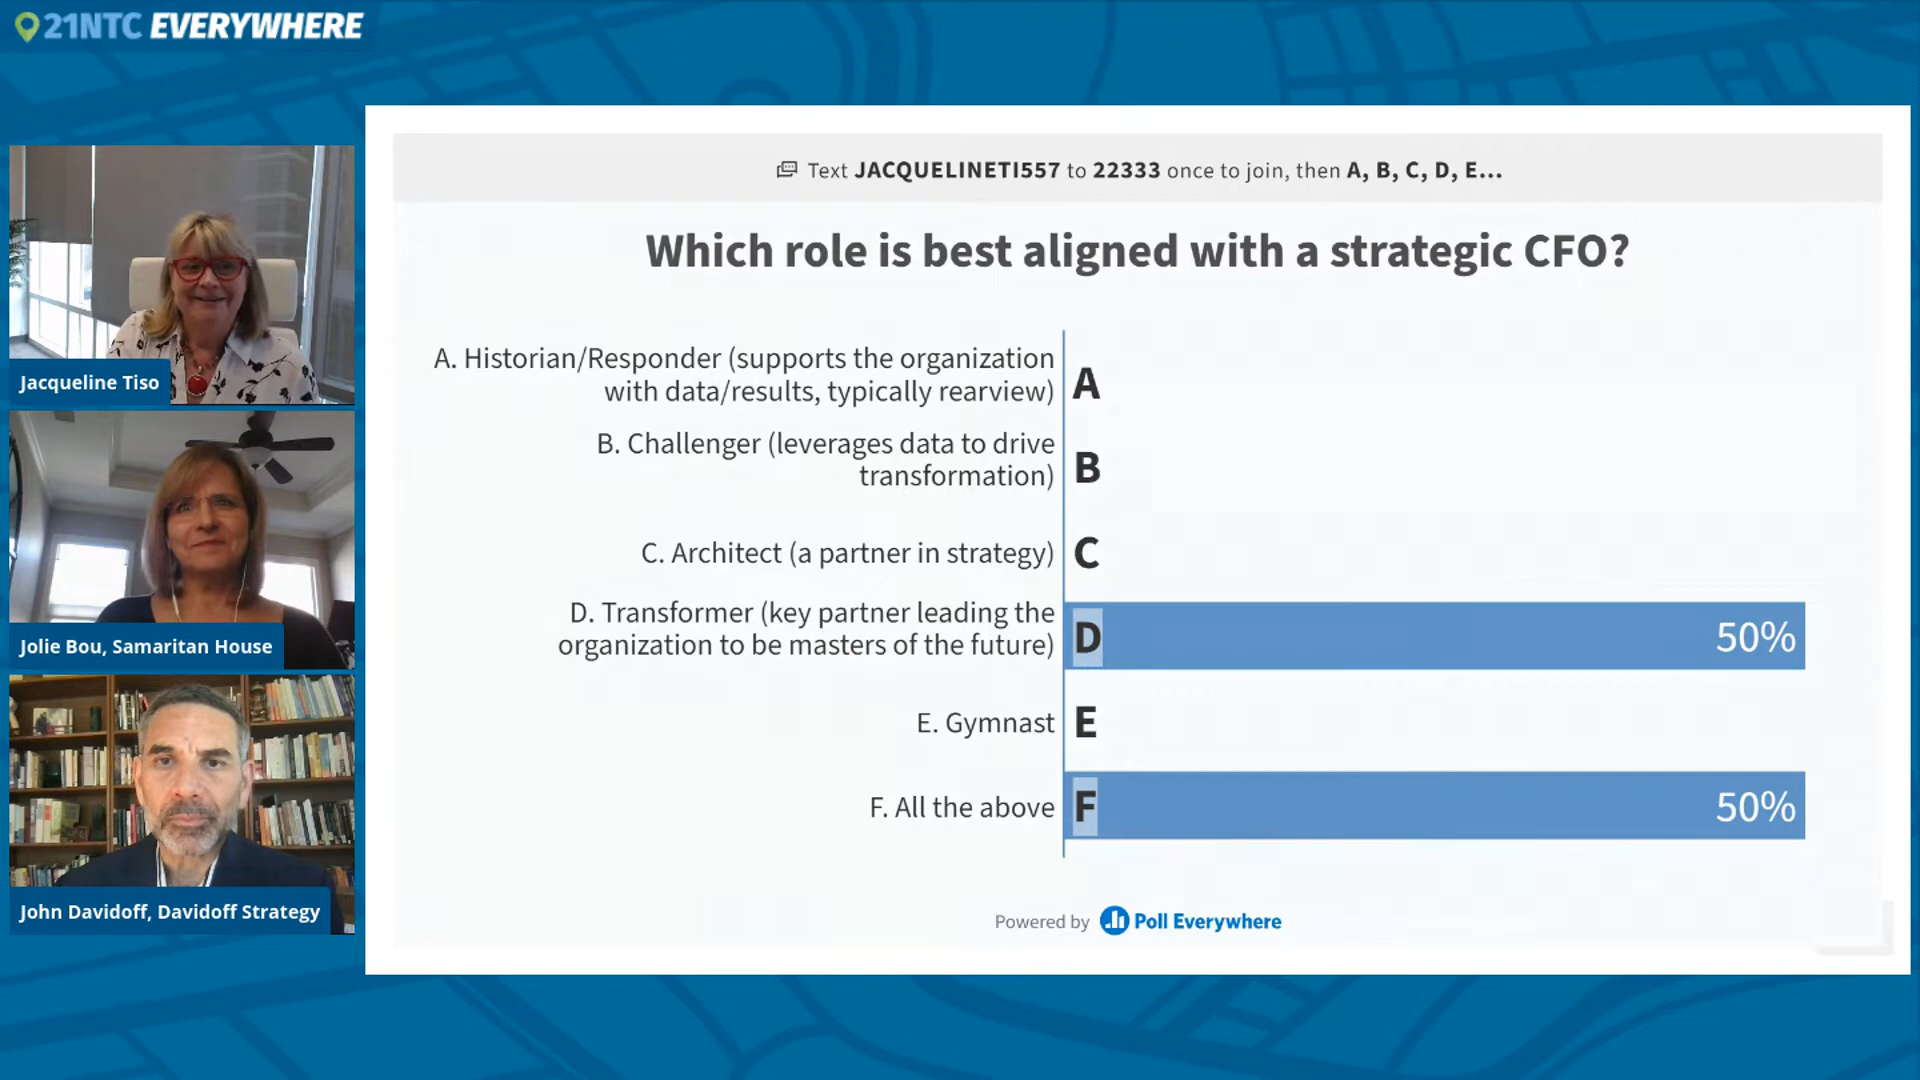 21NTC EVERYWHERE
Text JACQUELINETI557 to 22333 once to join, then A, B, C, D, E...
Which role is best aligned with a strategic CFO?
A. Historian/Responder (supports the organization
with data/results, typically rearview)
A
B. Challenger (leverages data to drive
transformation)
B
C. Architect (a partner in strategy)
C
D. Transformer (key partner leading the
organization to be masters of the future)
D
50%
E. Gymnast
E
F. All the above
F
50%
Powered by Poll Everywhere
Jacqueline Tiso
Jolie Bou, Samaritan House
John Davidoff, Davidoff Strategy